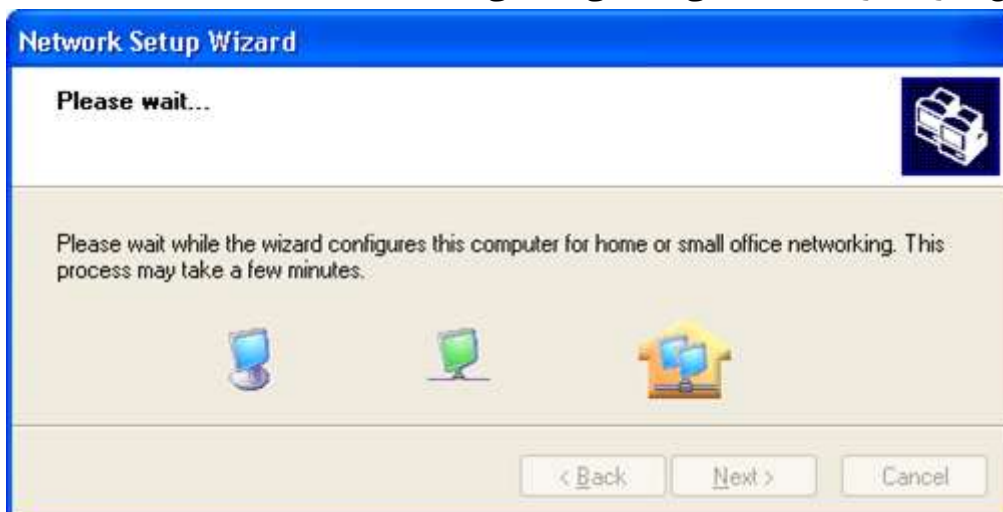 Network Setup Wizard
Please wait...
Please wait while the wizard configures this computer for home or small office networking. This
process may take a few minutes.
< Back
Next >
Cancel